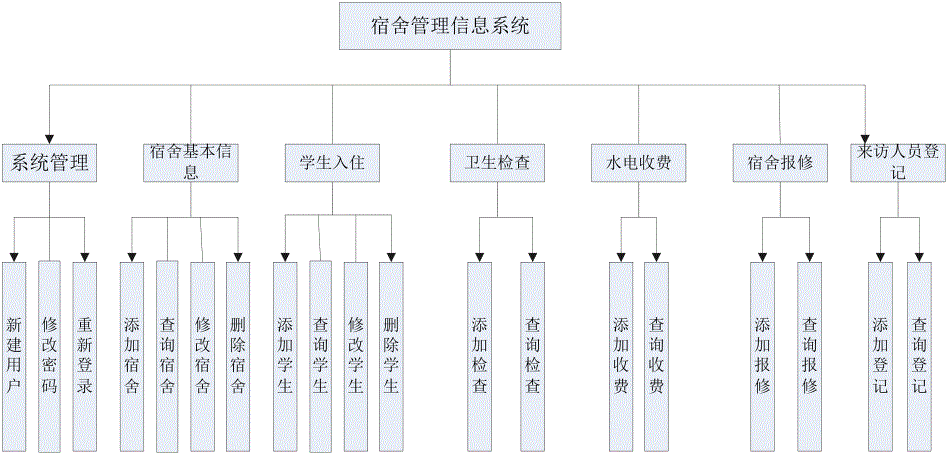 宿舍管理信息系统
系统管理
宿舍基本信
息
学生入住
卫生检查
水电收费
宿舍报修
来访人员登
记
新建用户
修改密码
重新登录
添加宿舍
查询宿舍
修改宿舍
删除宿舍
添加学生
查询学生
修改学生
删除学生
添加检查
查询检查
添加收费
查询收费
添加报修
查询报修
添加登记
查询登记